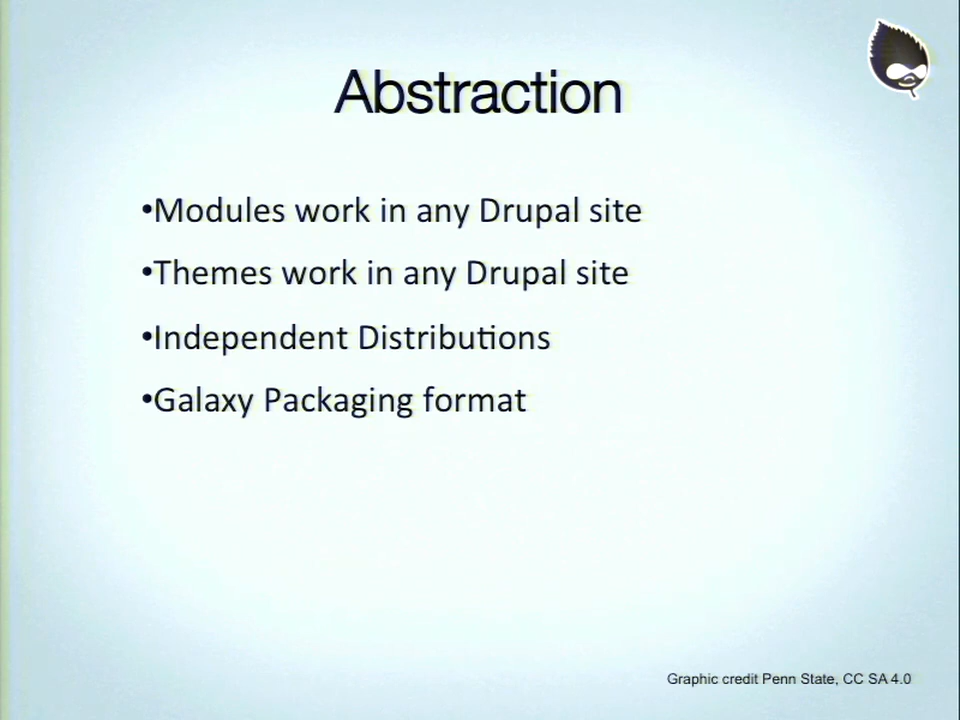 Abstraction
•Modules work in any Drupal site
•Themes work in any Drupal site
•Independent Distributions
•Galaxy Packaging format
Graphic credit Penn State, CC SA 4.0